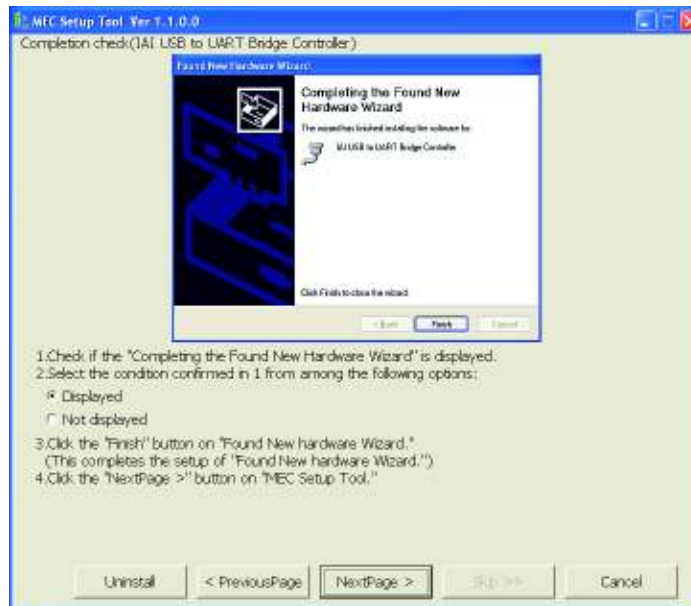 MEC Setup Tool Ver 1.1.0.0
Completion check(IAI USB to UART Bridge Controller)
Found New Hardware Wizard
Completing the Found New
Hardware Wizard
The wizard has finished installing the software for:
IAI USB to UART Bridge Controller
Click Finish to close the wizard.
< Back Finish Cancel
1.Check if the "Completing the Found New Hardware Wizard" is displayed.
2.Select the condition confirmed in 1 from among the following options:
Displayed
Not displayed
3.Click the "Finish" button on "Found New hardware Wizard."
(This completes the setup of "Found New hardware Wizard.")
4.Click the "NextPage >" button on "MEC Setup Tool."
Uninstall < PreviousPage NextPage > Skip >> Cancel